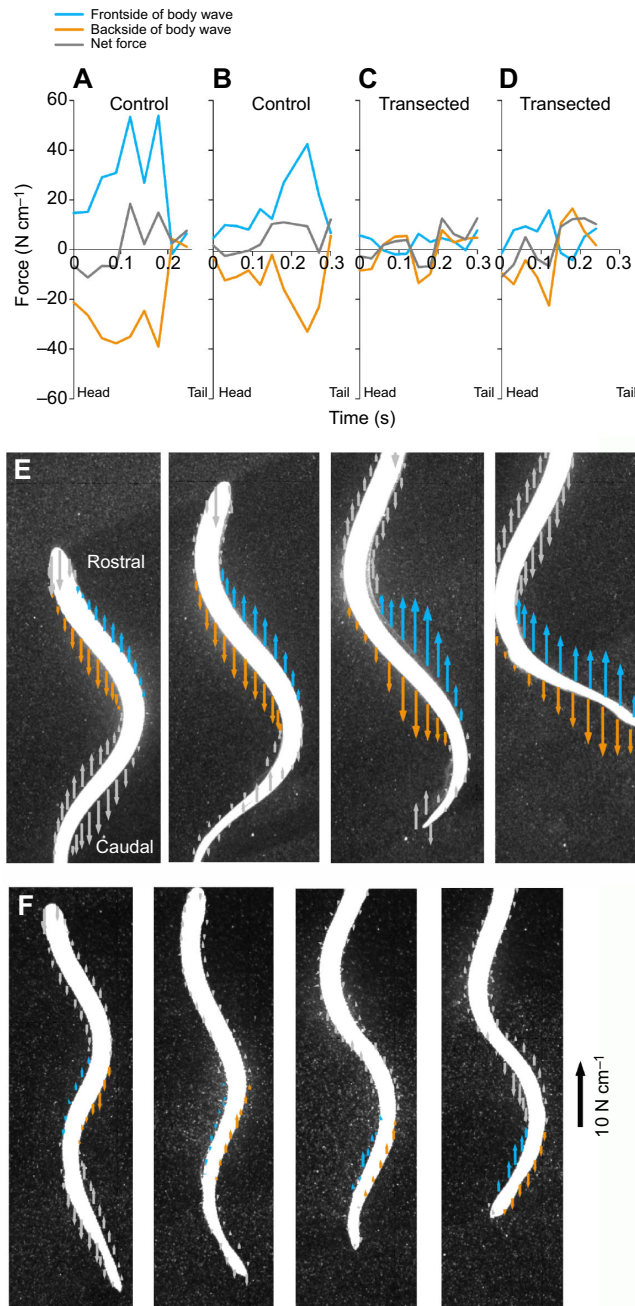 Frontside of body wave
Backside of body wave
Net force
A B C D
Control Control Transected Transected
60
40
20
0
–20
–40
–60
Force (N cm–1)
0 0.1 0.2 0 0.1 0.2 0.3 0 0.1 0.2 0.3 0 0.1 0.2 0.3
Head Tail Head Tail Head Tail Head Tail
Time (s)
E
Rostral
Caudal
F
10 N cm–1